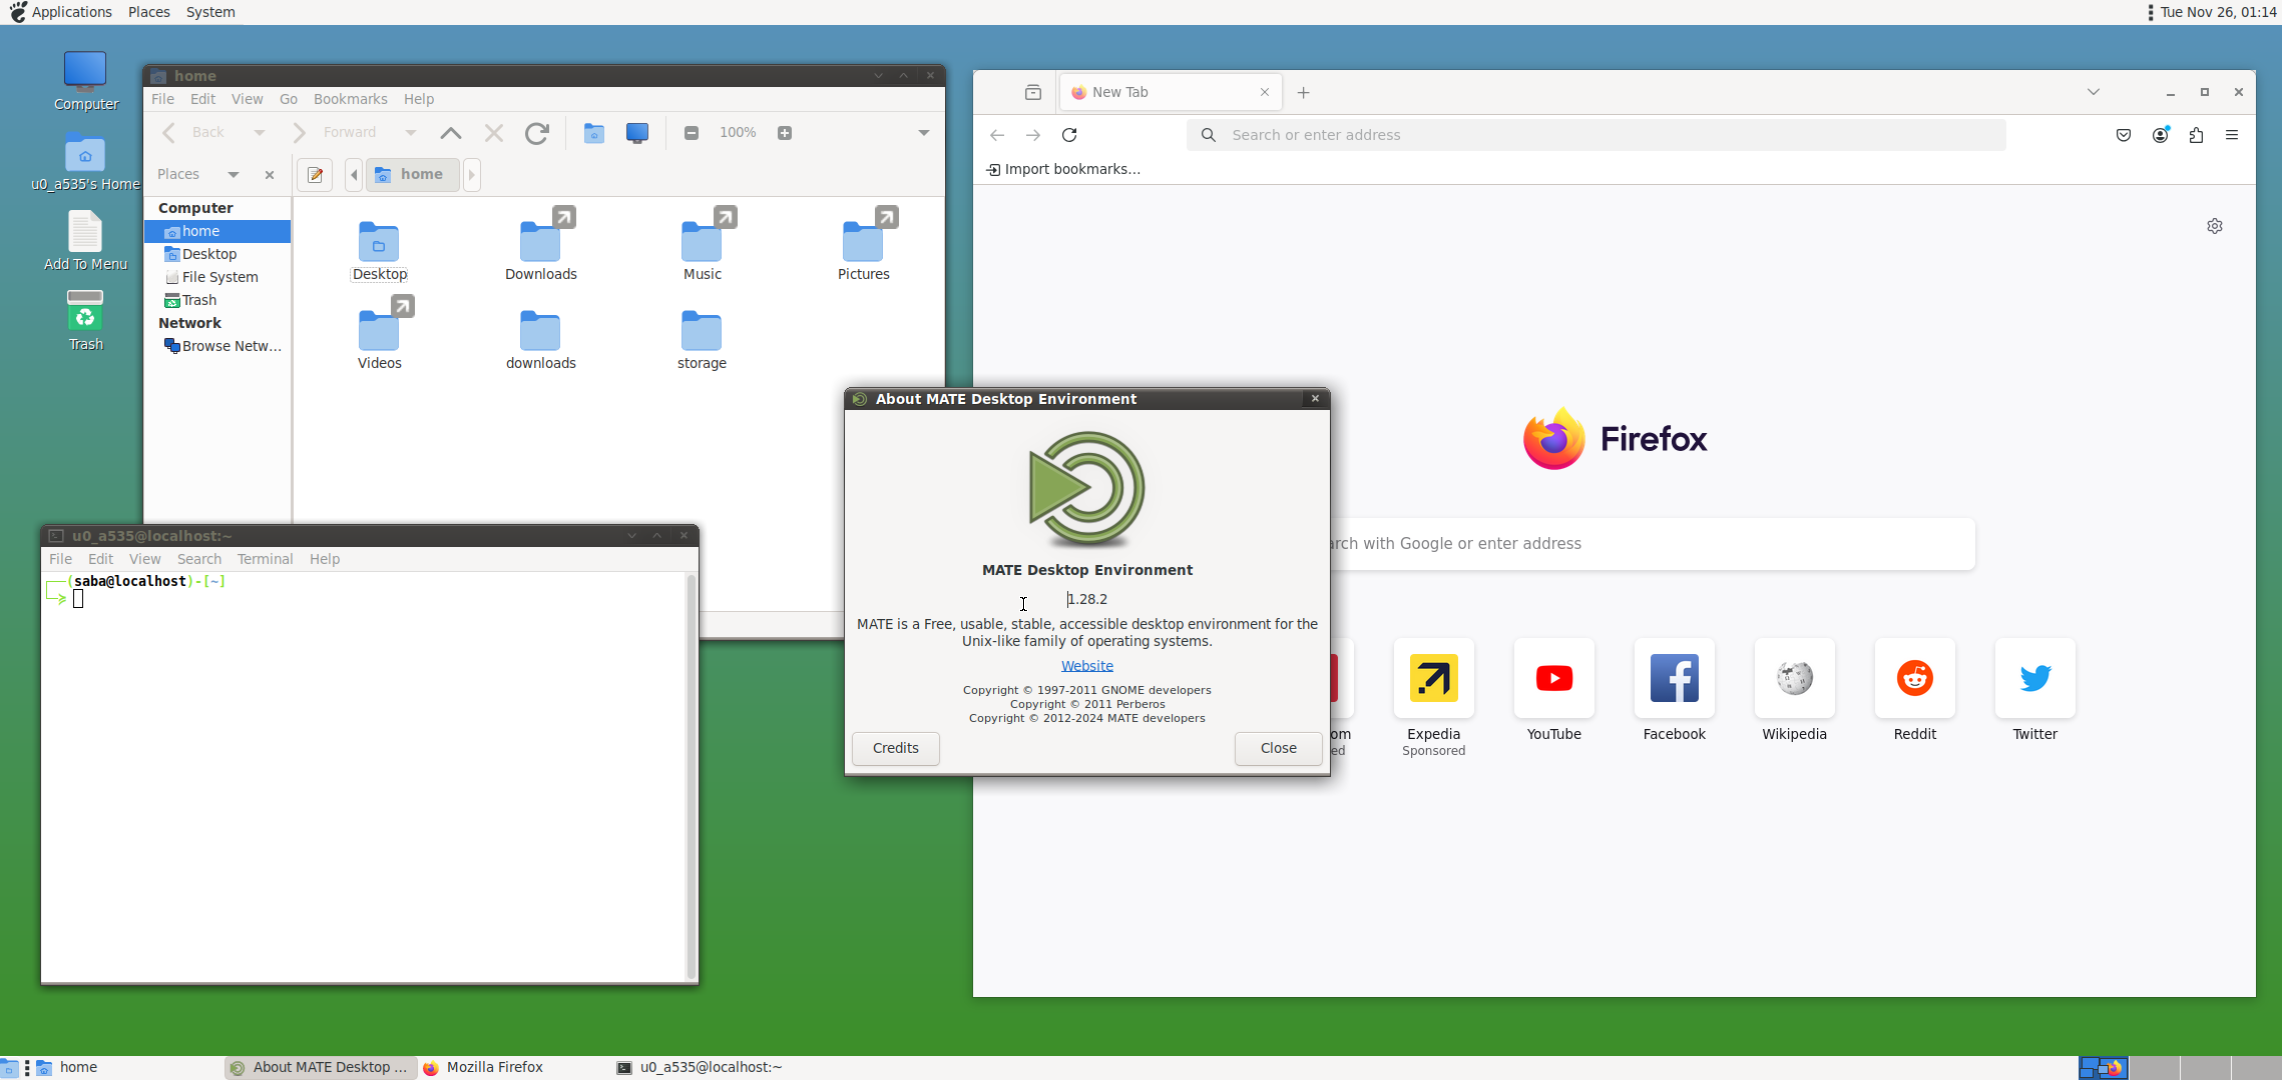 Applications Places System
Tue Nov 26, 01:14
Computer
u0_a535's Home
Add To Menu
Trash
home
File Edit View Go Bookmarks Help
Back Forward 100%
Places home
Computer
home
Desktop
File System
Trash
Network
Browse Netw...
Desktop Downloads Music Pictures
Videos downloads storage
u0_a535@localhost:~
File Edit View Search Terminal Help
(saba@localhost)-[~]
About MATE Desktop Environment
MATE Desktop Environment
1.28.2
MATE is a Free, usable, stable, accessible desktop environment for the
Unix-like family of operating systems.
Website
Copyright © 1997-2011 GNOME developers
Copyright © 2011 Perberos
Copyright © 2012-2024 MATE developers
Credits Close
New Tab
Search or enter address
Import bookmarks...
Firefox
with Google or enter address
Expedia YouTube Facebook Wikipedia Reddit Twitter
Sponsored
home About MATE Desktop ... Mozilla Firefox u0_a535@localhost:~